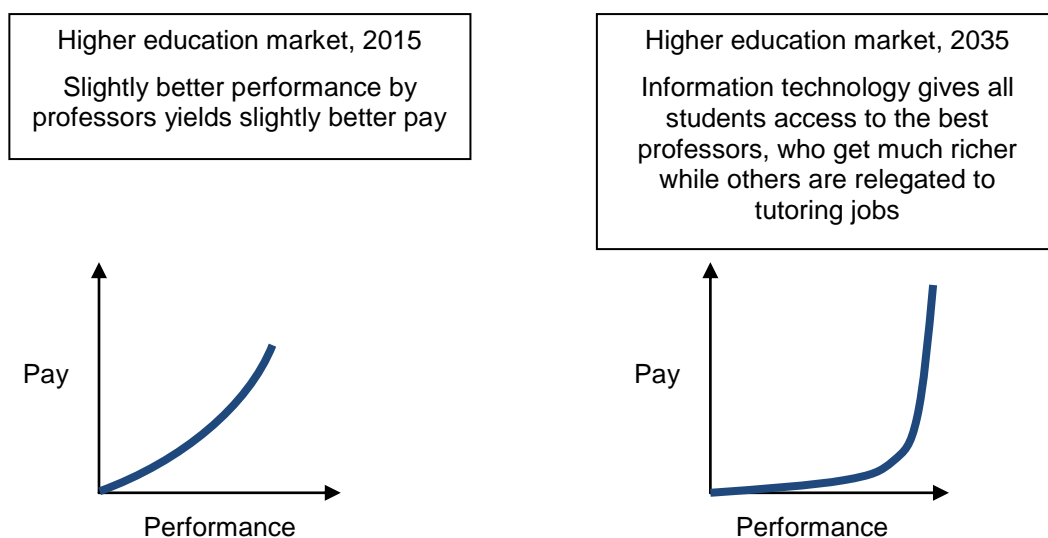 Higher education market, 2015
Slightly better performance by
professors yields slightly better pay
Higher education market, 2035
Information technology gives all
students access to the best
professors, who get much richer
while others are relegated to
tutoring jobs
Pay
Performance
Pay
Performance